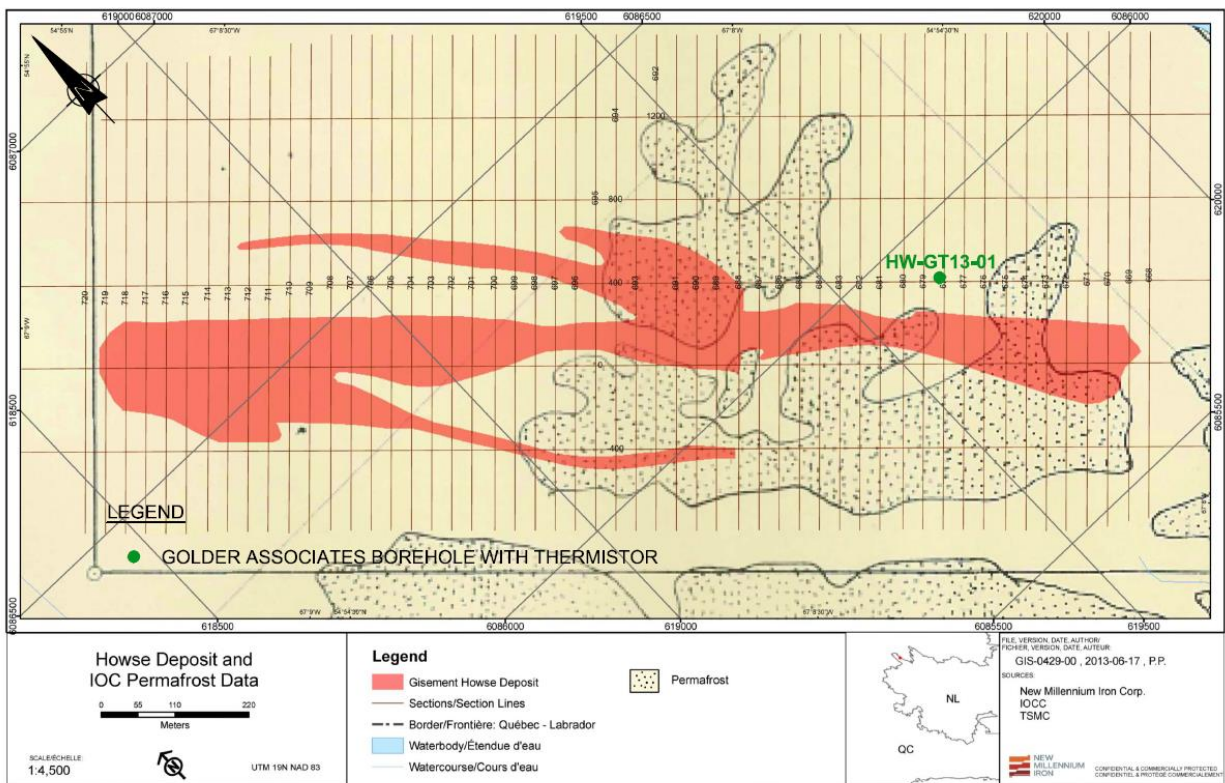 619000 6087000
619500
6086500
620000
6086000
54°55'N
67°8'30"W
67°8'W
54°54'30"N
54°55'N
N
6087000
692
694
1200
620000
695
800
HW-GT13-01
720
719
718
717
716
715
714
713
712
711
710
709
708
707
706
705
704
703
702
701
700
699
698
697
696
400
693
691
690
689
688
687
686
685
684
683
682
681
680
679
677
676
675
674
673
672
671
670
669
668
67°9'W
0
618500
6085500
400
LEGEND
GOLDER ASSOCIATES BOREHOLE WITH THERMISTOR
67°9'W
54°54'30"N
67°8'30"W
6086500
618500
6086000
619000
6085500
619500
Howse Deposit and
IOC Permafrost Data
0 55 110 220
Meters
SCALE/ÉCHELLE:
1:4,500
UTM 19N NAD 83
Legend
Gisement Howse Deposit
Sections/Section Lines
Border/Frontière: Québec - Labrador
Waterbody/Étendue d'eau
Watercourse/Cours d'eau
Permafrost
NL
QC
FILE, VERSION, DATE, AUTHOR/
FICHIER, VERSION, DATE, AUTEUR
GIS-0429-00 , 2013-06-17 , P.P.
SOURCES:
New Millennium Iron Corp.
IOCC
TSMC
NEW
MILLENNIUM
IRON
CONFIDENTIAL & COMMERCIALLY PROTECTED
CONFIDENTIEL & PROTÉGÉ COMMERCIALEMENT